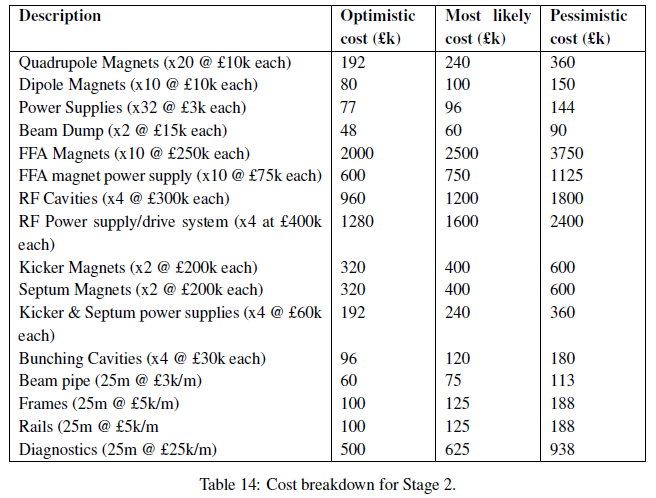 Description Optimistic cost (£k) Most likely cost (£k) Pessimistic cost (£k)
Quadrupole Magnets (x20 @ £10k each) 192 240 360
Dipole Magnets (x10 @ £10k each) 80 100 150
Power Supplies (x32 @ £3k each) 77 96 144
Beam Dump (x2 @ £15k each) 48 60 90
FFA Magnets (x10 @ £250k each) 2000 2500 3750
FFA magnet power supply (x10 @ £75k each) 600 750 1125
RF Cavities (x4 @ £300k each) 960 1200 1800
RF Power supply/drive system (x4 at £400k 1280 1600 2400
each)
Kicker Magnets (x2 @ £200k each) 320 400 600
Septum Magnets (x2 @ £200k each) 320 400 600
Kicker & Septum power supplies (x4 @ £60k 192 240 360
each)
Bunching Cavities (x4 @ £30k each) 96 120 180
Beam pipe (25m @ £3k/m) 60 75 113
Frames (25m @ £5k/m) 100 125 188
Rails (25m @ £5k/m 100 125 188
Diagnostics (25m @ £25k/m) 500 625 938
Table 14: Cost breakdown for Stage 2.